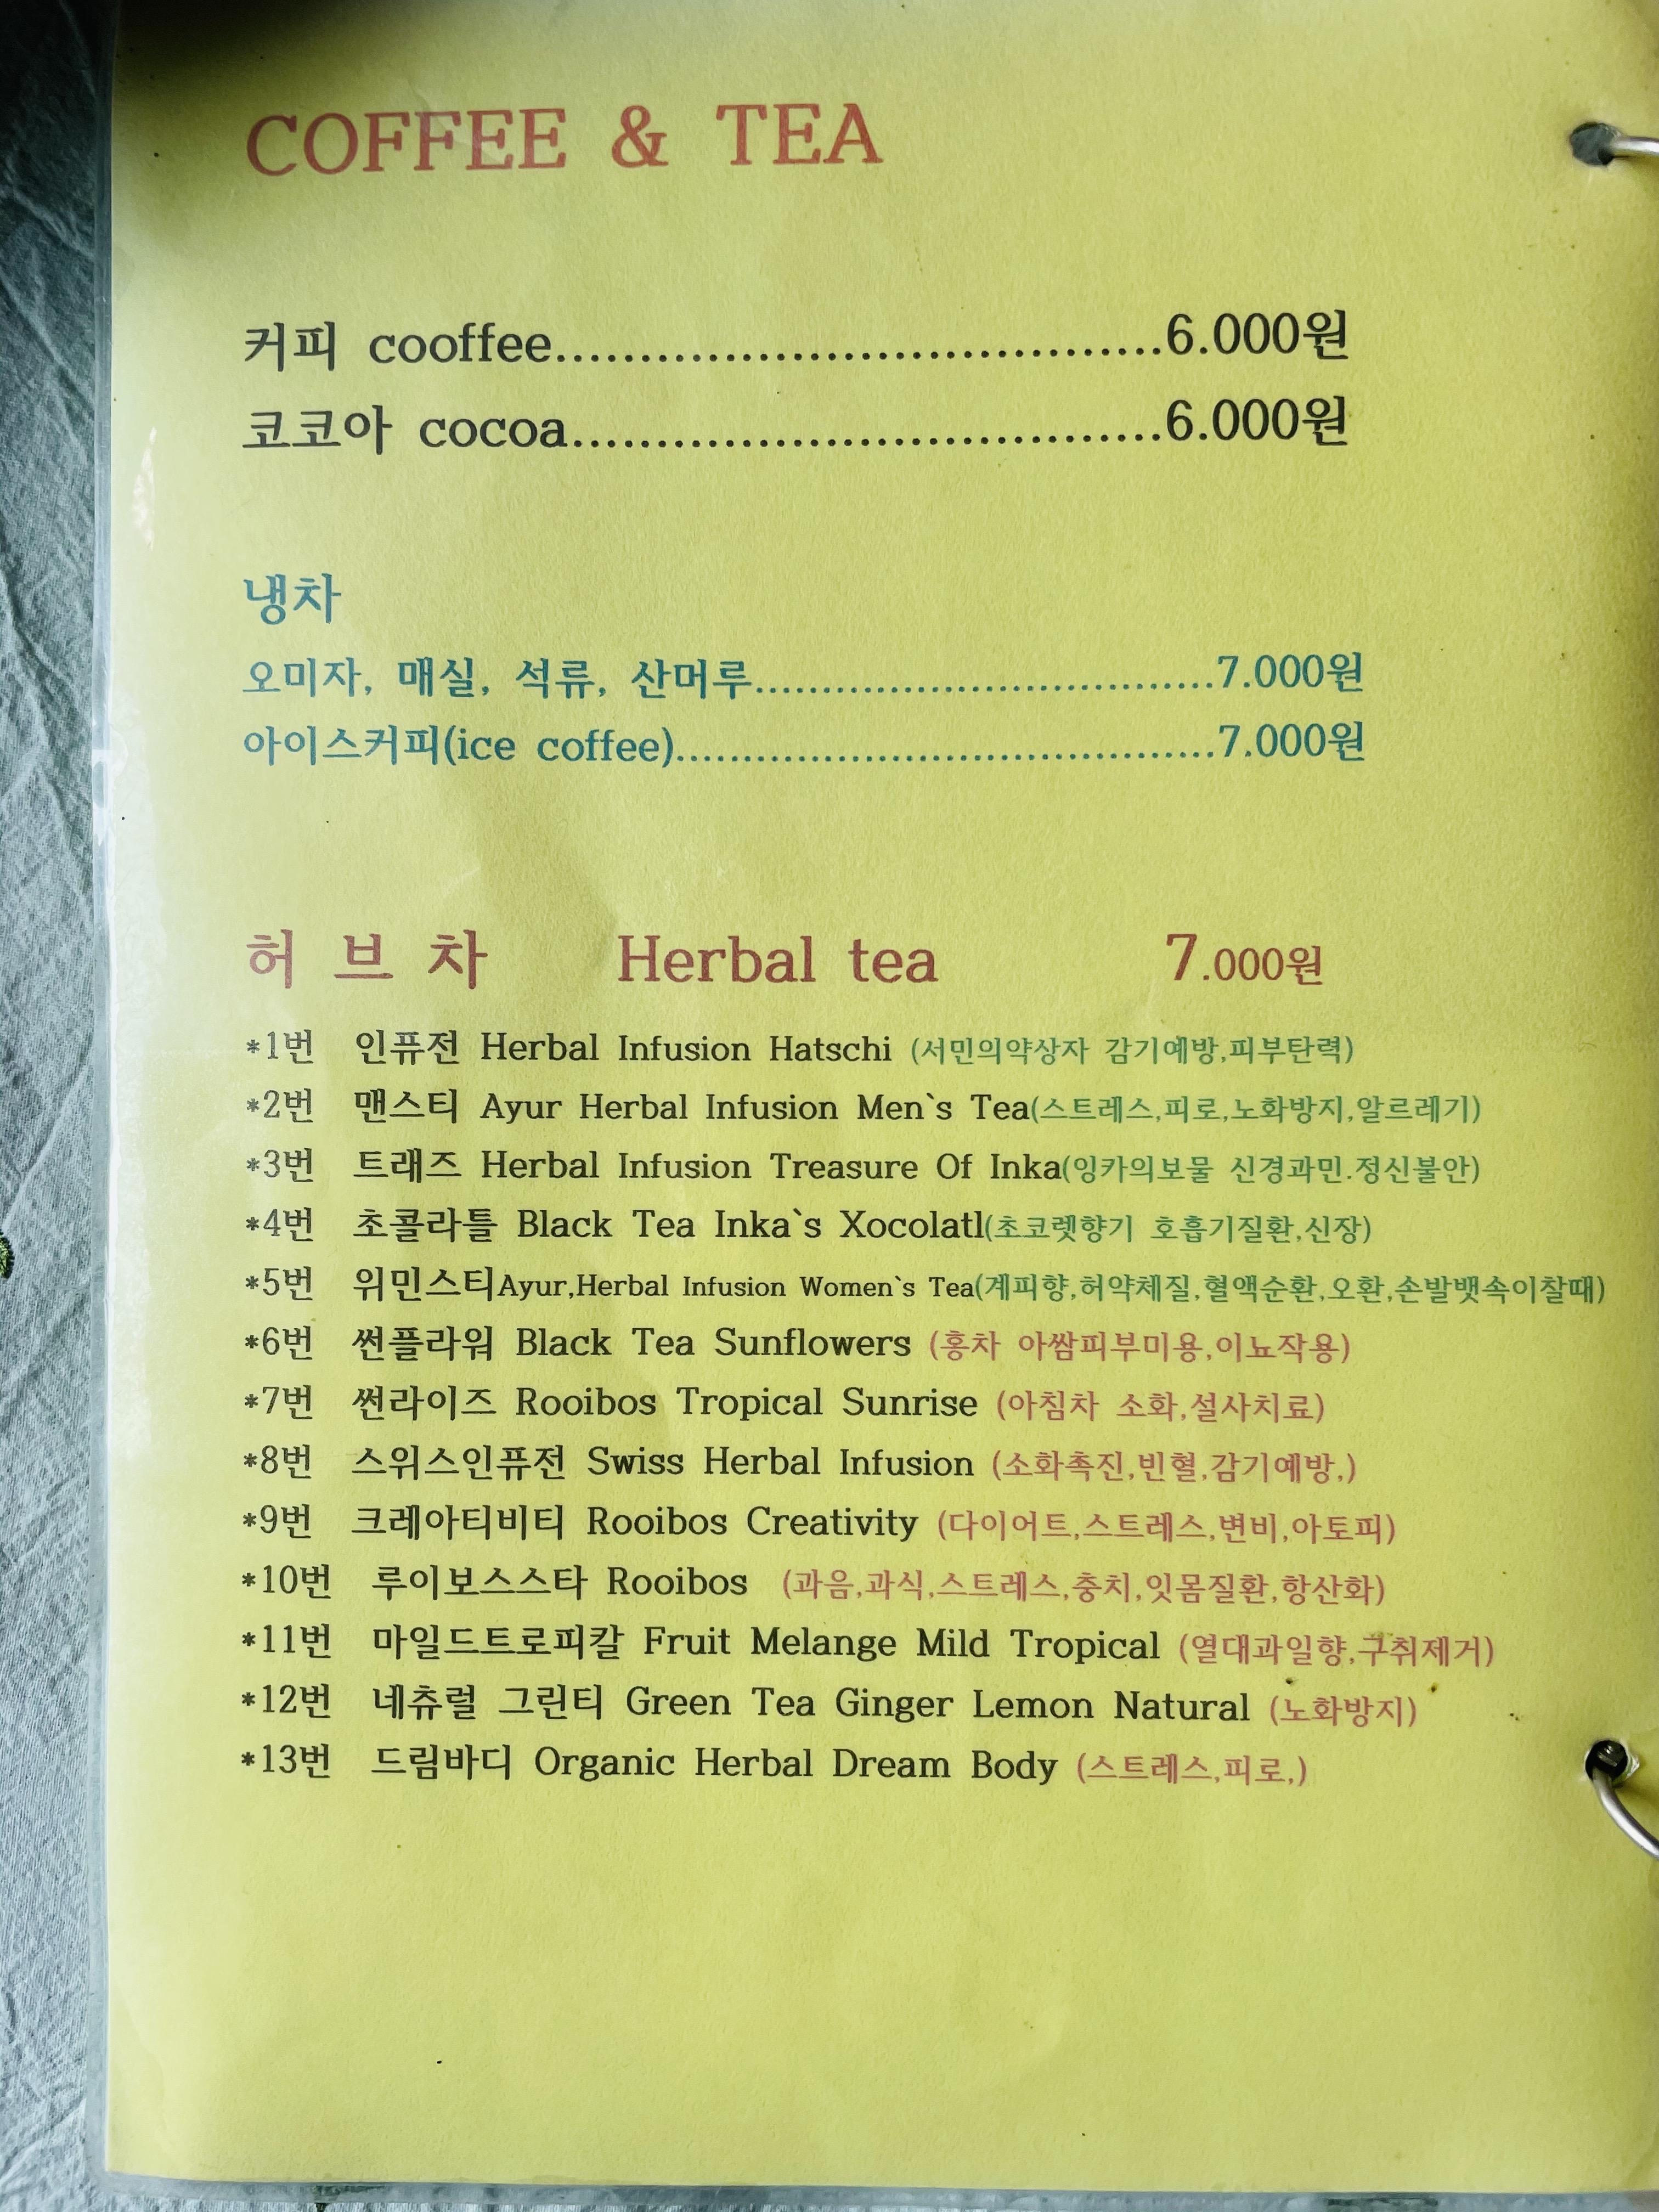 COFFEE & TEA
커피 cooffee....................................6.000원
코코아 cocoa...................................6.000원
냉차
오미자, 매실, 석류, 산머루..................................7.000원
아이스커피(ice coffee)........................................7.000원
허 브 차 Herbal tea 7.000원
*1번 인퓨전 Herbal Infusion Hatschi (서민의약상자 감기예방,피부탄력)
*2번 맨스티 Ayur Herbal Infusion Men`s Tea(스트레스,피로,노화방지,알르레기)
*3번 트래즈 Herbal Infusion Treasure Of Inka(잉카의보물 신경과민.정신불안)
*4번 초콜라틀 Black Tea Inka`s Xocolatl(초코렛향기 호흡기질환,신장)
*5번 위민스티Ayur,Herbal Infusion Women`s Tea(계피향,허약체질,혈액순환,오환,손발뱃속이찰때)
*6번 썬플라워 Black Tea Sunflowers (홍차 아쌈피부미용,이뇨작용)
*7번 썬라이즈 Rooibos Tropical Sunrise (아침차 소화,설사치료)
*8번 스위스인퓨전 Swiss Herbal Infusion (소화촉진,빈혈,감기예방,)
*9번 크레아티비티 Rooibos Creativity (다이어트,스트레스,변비,아토피)
*10번 루이보스스타 Rooibos (과음,과식,스트레스,충치,잇몸질환,항산화)
*11번 마일드트로피칼 Fruit Melange Mild Tropical (열대과일향,구취제거)
*12번 네츄럴 그린티 Green Tea Ginger Lemon Natural (노화방지)
*13번 드림바디 Organic Herbal Dream Body (스트레스,피로,)